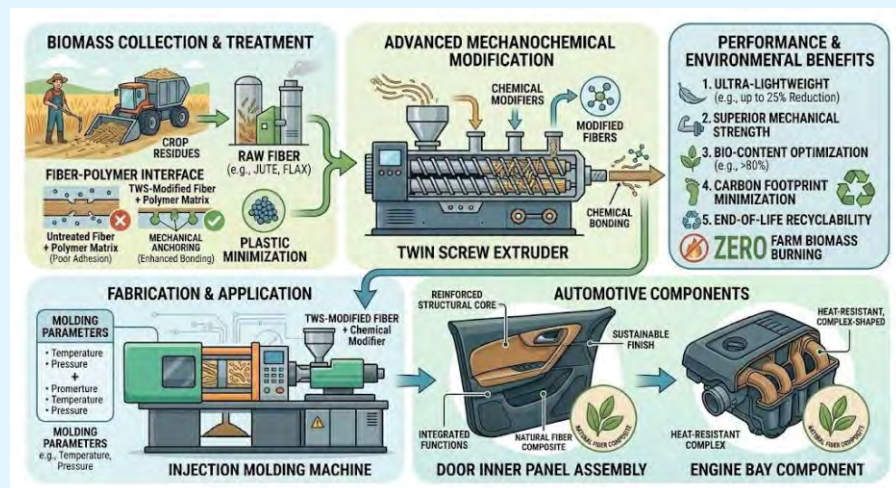 BIOMASS COLLECTION & TREATMENT
CROP
RESIDUES
RAW FIBER
(e.g., JUTE, FLAX)
FIBER-POLYMER INTERFACE
TWS-Modified Fiber
+ Polymer Matrix
Untreated Fiber
+ Polymer Matrix
(Poor Adhesion)
MECHANICAL
ANCHORING
(Enhanced Bonding)
PLASTIC
MINIMIZATION
ADVANCED MECHANOCHEMICAL
MODIFICATION
CHEMICAL
MODIFIERS
MODIFIED
FIBERS
CHEMICAL
BONDING
TWIN SCREW EXTRUDER
PERFORMANCE &
ENVIRONMENTAL BENEFITS
1. ULTRA-LIGHTWEIGHT
(e.g., up to 25% Reduction)
2. SUPERIOR MECHANICAL
STRENGTH
3. BIO-CONTENT OPTIMIZATION
(e.g., >80%)
4. CARBON FOOTPRINT
MINIMIZATION
5. END-OF-LIFE RECYCLABILITY
ZERO FARM BIOMASS
BURNING
FABRICATION & APPLICATION
MOLDING
PARAMETERS
• Temperature
• Pressure
+
• Promerture
• Temperature
• Pressure
MOLDING
PARAMETERS
e.g., Temperature,
Pressure
TWS-MODIFIED FIBER
+ Chemical
Modifier
INJECTION MOLDING MACHINE
AUTOMOTIVE COMPONENTS
REINFORCED
STRUCTURAL CORE
SUSTAINABLE
FINISH
INTEGRATED
FUNCTIONS
NATURAL FIBER
COMPOSITE
NATURAL FIBER COMPOSITE
DOOR INNER PANEL ASSEMBLY
HEAT-RESISTANT,
COMPLEX-SHAPED
HEAT-RESISTANT
COMPLEX
ENGINE BAY COMPONENT